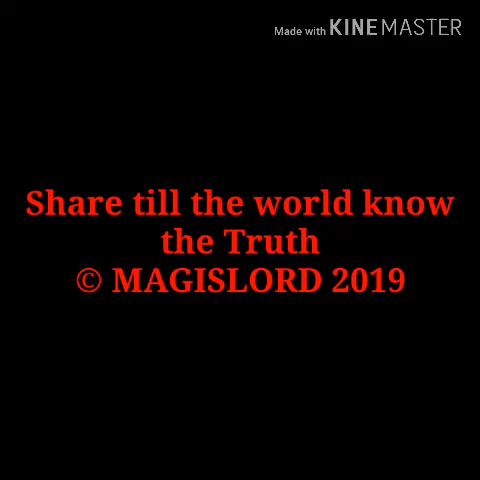 Made with KINEMASTER
Share till the world know
the Truth
© MAGISLORD 2019